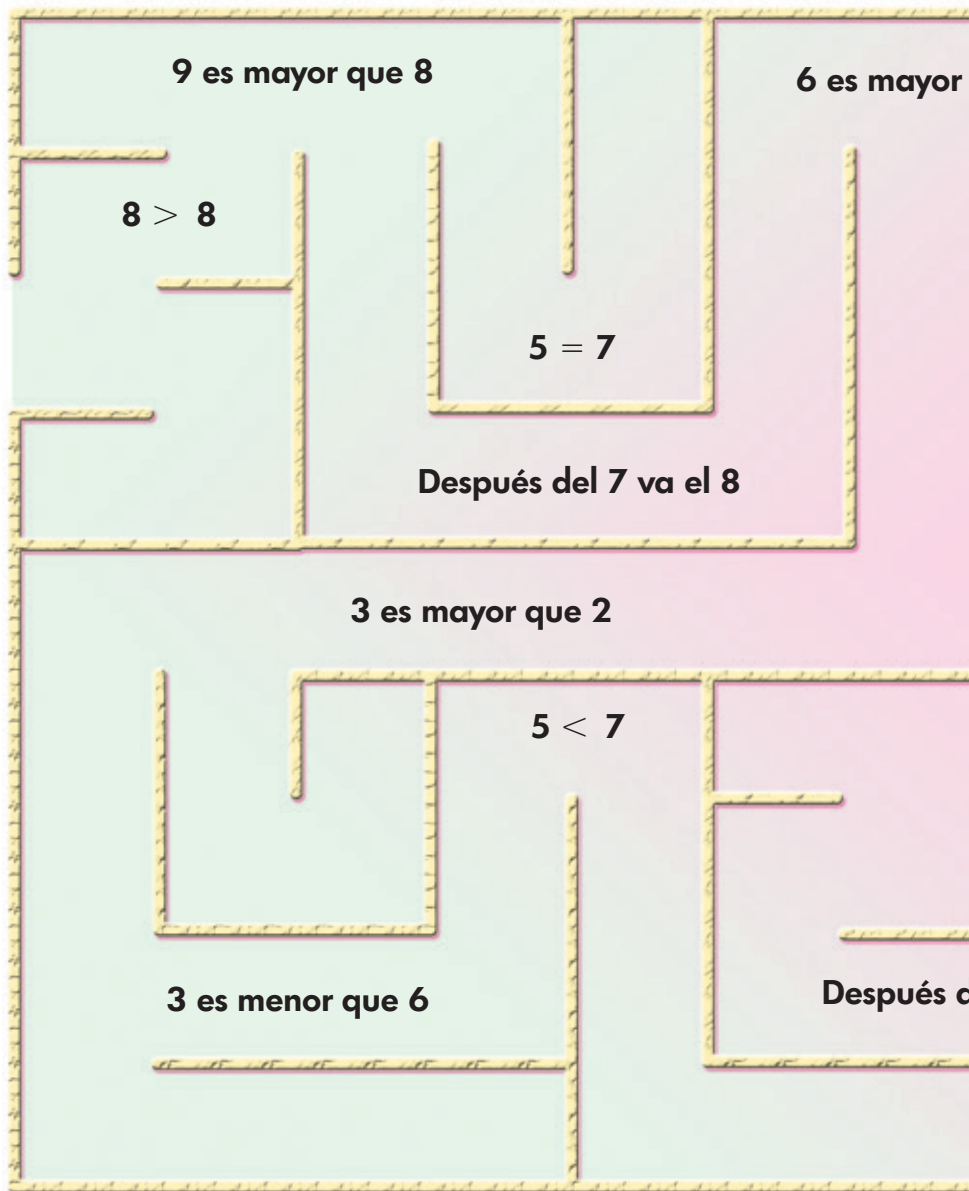 9 es mayor que 8
6 es mayor
8 > 8
5 = 7
Después del 7 va el 8
3 es mayor que 2
5 < 7
3 es menor que 6
Después